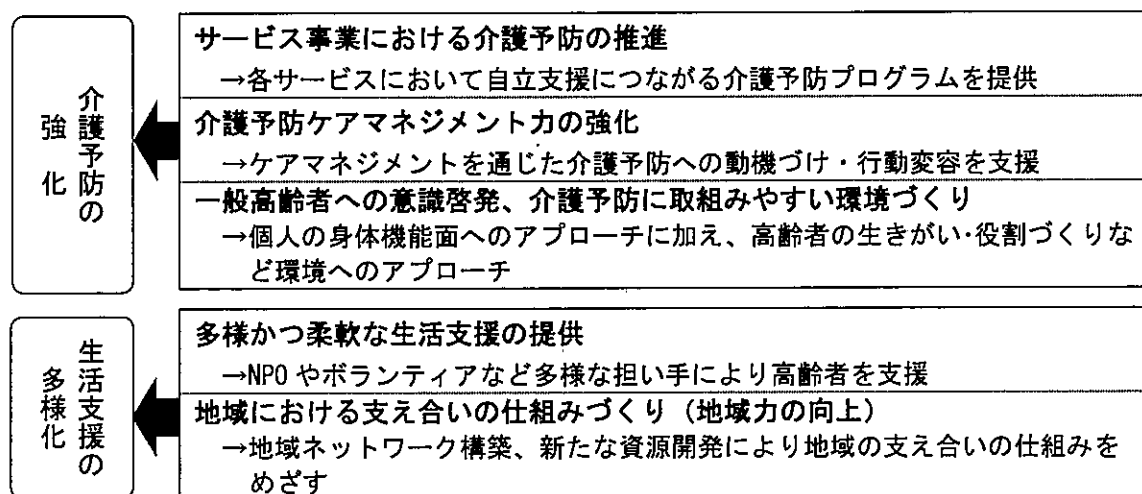 介護予防の
強化
サービス事業における介護予防の推進
→各サービスにおいて自立支援につながる介護予防プログラムを提供
介護予防ケアマネジメント力の強化
→ケアマネジメントを通じた介護予防への動機づけ・行動変容を支援
一般高齢者への意識啓発、介護予防に取組みやすい環境づくり
→個人の身体機能面へのアプローチに加え、高齢者の生きがい・役割づくりな
ど環境へのアプローチ
生活支援の
多様化
多様かつ柔軟な生活支援の提供
→NPOやボランティアなど多様な担い手により高齢者を支援
地域における支え合いの仕組みづくり（地域力の向上）
→地域ネットワーク構築、新たな資源開発により地域の支え合いの仕組みを
めざす